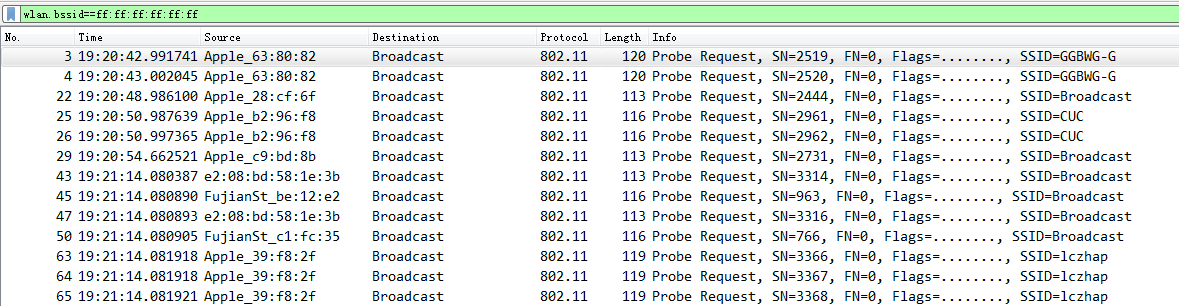 wlan.bssid==ff:ff:ff:ff:ff:ff
No. Time Source Destination Protocol Length Info
3 19:20:42.991741 Apple_63:80:82 Broadcast 802.11 120 Probe Request, SN=2519, FN=0, Flags=........, SSID=GGBWG-G
4 19:20:43.002045 Apple_63:80:82 Broadcast 802.11 120 Probe Request, SN=2520, FN=0, Flags=........, SSID=GGBWG-G
22 19:20:48.986100 Apple_28:cf:6f Broadcast 802.11 113 Probe Request, SN=2444, FN=0, Flags=........, SSID=Broadcast
25 19:20:50.987639 Apple_b2:96:f8 Broadcast 802.11 116 Probe Request, SN=2961, FN=0, Flags=........, SSID=CUC
26 19:20:50.997365 Apple_b2:96:f8 Broadcast 802.11 116 Probe Request, SN=2962, FN=0, Flags=........, SSID=CUC
29 19:20:54.662521 Apple_c9:bd:8b Broadcast 802.11 113 Probe Request, SN=2731, FN=0, Flags=........, SSID=Broadcast
43 19:21:14.080387 e2:08:bd:58:1e:3b Broadcast 802.11 113 Probe Request, SN=3314, FN=0, Flags=........, SSID=Broadcast
45 19:21:14.080890 FujianSt_be:12:e2 Broadcast 802.11 116 Probe Request, SN=963, FN=0, Flags=........, SSID=Broadcast
47 19:21:14.080893 e2:08:bd:58:1e:3b Broadcast 802.11 113 Probe Request, SN=3316, FN=0, Flags=........, SSID=Broadcast
50 19:21:14.080905 FujianSt_c1:fc:35 Broadcast 802.11 116 Probe Request, SN=766, FN=0, Flags=........, SSID=Broadcast
63 19:21:14.081918 Apple_39:f8:2f Broadcast 802.11 119 Probe Request, SN=3366, FN=0, Flags=........, SSID=lczhap
64 19:21:14.081918 Apple_39:f8:2f Broadcast 802.11 119 Probe Request, SN=3367, FN=0, Flags=........, SSID=lczhap
65 19:21:14.081921 Apple_39:f8:2f Broadcast 802.11 119 Probe Request, SN=3368, FN=0, Flags=........, SSID=lczhap